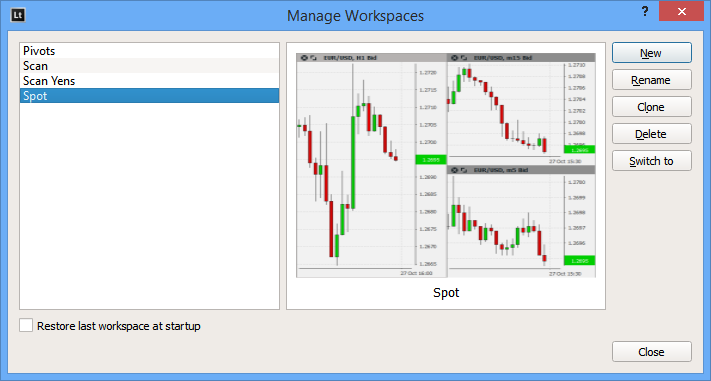 Lt
Manage Workspaces
?
Pivots
Scan
Scan Yens
Spot
EUR/USD, H1 Bid
1.2720
1.2715
1.2710
1.2705
1.2700
1.2695
1.2690
1.2685
1.2680
1.2675
1.2670
1.2665
27 Oct 16:00
EUR/USD, m15 Bid
1.2710
1.2706
1.2704
1.2702
1.2700
1.2698
1.2696
1.2695
27 Oct 15:30
EUR/USD, m5 Bid
1.2700
1.2699
1.2698
1.2697
1.2696
1.2695
27 Oct 15:30
Spot
New
Rename
Clone
Delete
Switch to
Restore last workspace at startup
Close